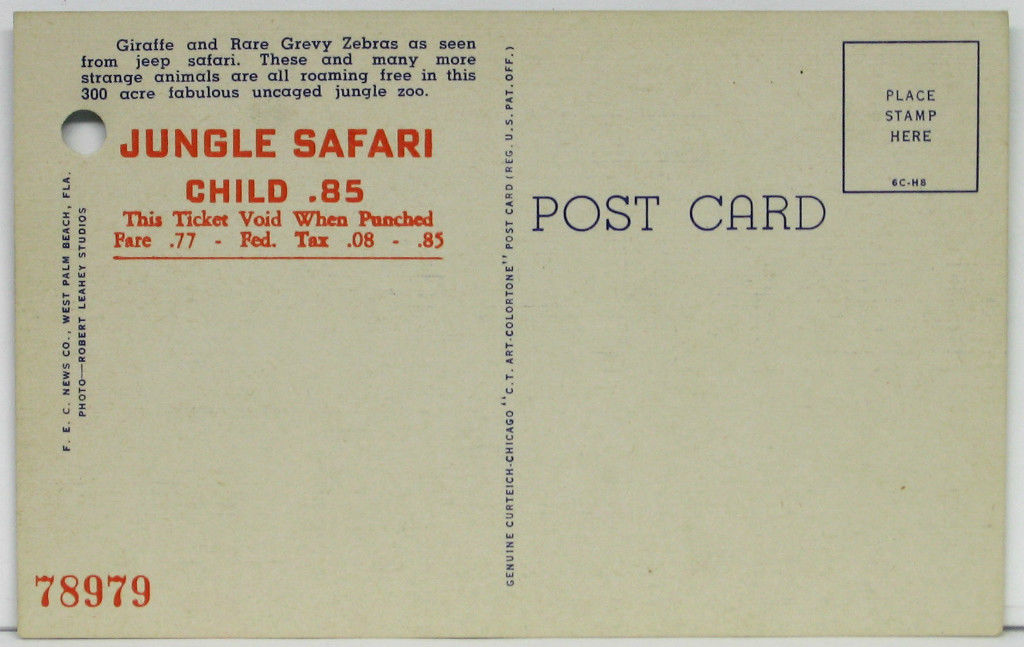 Giraffe and Rare Grevy Zebras as seen
from jeep safari. These and many more
strange animals are all roaming free in this
300 acre fabulous uncaged jungle zoo.
JUNGLE SAFARI
CHILD .85
This Ticket Void When Punched
Fare .77 - Fed. Tax .08 - .85
F. E. C. NEWS CO., WEST PALM BEACH, FLA.
PHOTO—ROBERT LEAHEY STUDIOS
78979
GENUINE CURTEICH-CHICAGO "C.T. ART-COLORTONE" POST CARD (REG. U.S. PAT. OFF.)
POST CARD
PLACE
STAMP
HERE
6C-H8